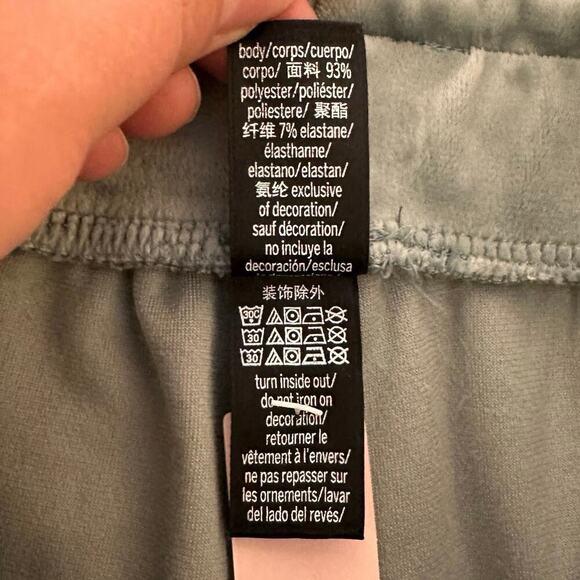 body/corps/cuerpo/
corpo/ 面料 93%
polyester/poliéster/
poliestere/ 聚酯
纤维 7% elastane/
élasthanne/
elastano/elastan/
氨纶 exclusive
of decoration/
sauf décoration/
no incluye la
decoración/esclusa
装饰除外
30C
30
30
turn inside out/
do not iron on
decoration/
retourner le
vêtement à l'envers/
ne pas repasser sur
les ornements/lavar
del lado del revés/